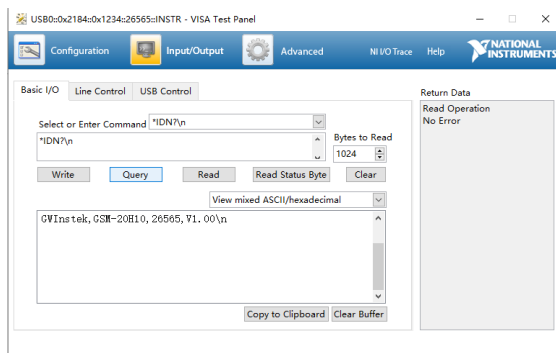 USB0::0x2184::0x1234::26565::INSTR - VISA Test Panel
Configuration Input/Output Advanced NI I/O Trace Help NATIONAL INSTRUMENTS
Basic I/O Line Control USB Control
Return Data
Read Operation
No Error
Select or Enter Command *IDN?\n
*IDN?\n
Bytes to Read
1024
Write Query Read Read Status Byte Clear
View mixed ASCII/hexadecimal
GWInstek,GSM-20H10,26565,V1.00\n
Copy to Clipboard Clear Buffer